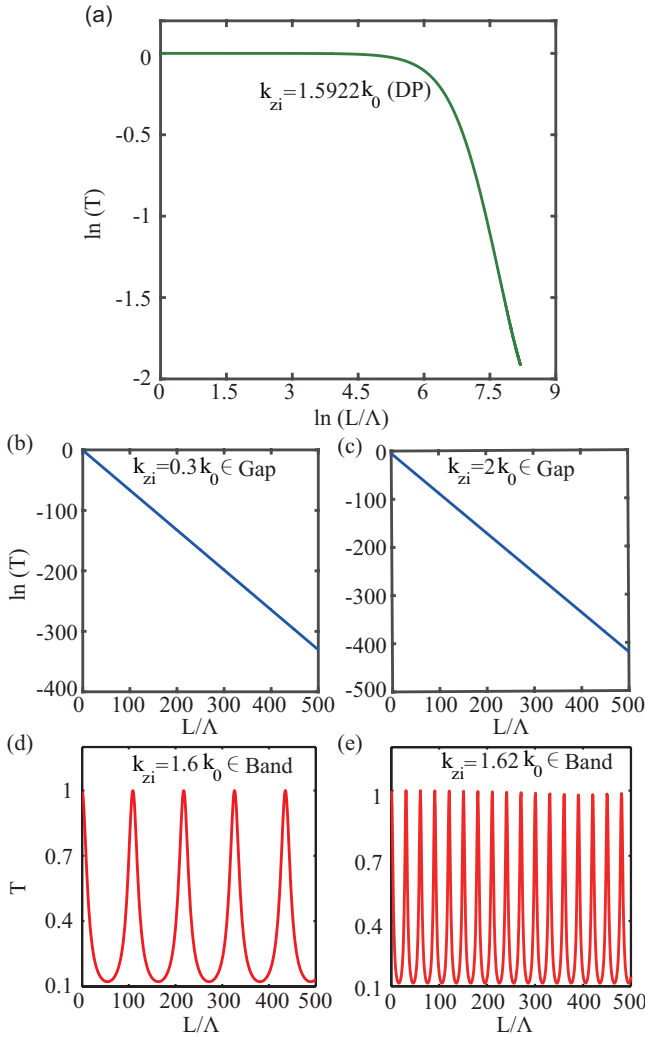 (a)
0
-0.5
-1
-1.5
-2
ln (T)
k_zi=1.5922k_0 (DP)
0 1.5 3 4.5 6 7.5 9
ln (L/Λ)
(b)
k_zi=0.3k_0 ∈ Gap
0
-100
-200
-300
-400
ln (T)
0 100 200 300 400 500
L/Λ
(c)
k_zi=2k_0 ∈ Gap
0
-100
-200
-300
-400
-500
0 100 200 300 400 500
L/Λ
(d)
k_zi=1.6 k_0 ∈ Band
1
0.7
0.4
0.1
T
0 100 200 300 400 500
L/Λ
(e)
k_zi=1.62 k_0 ∈ Band
1
0.7
0.4
0.1
0 100 200 300 400 500
L/Λ